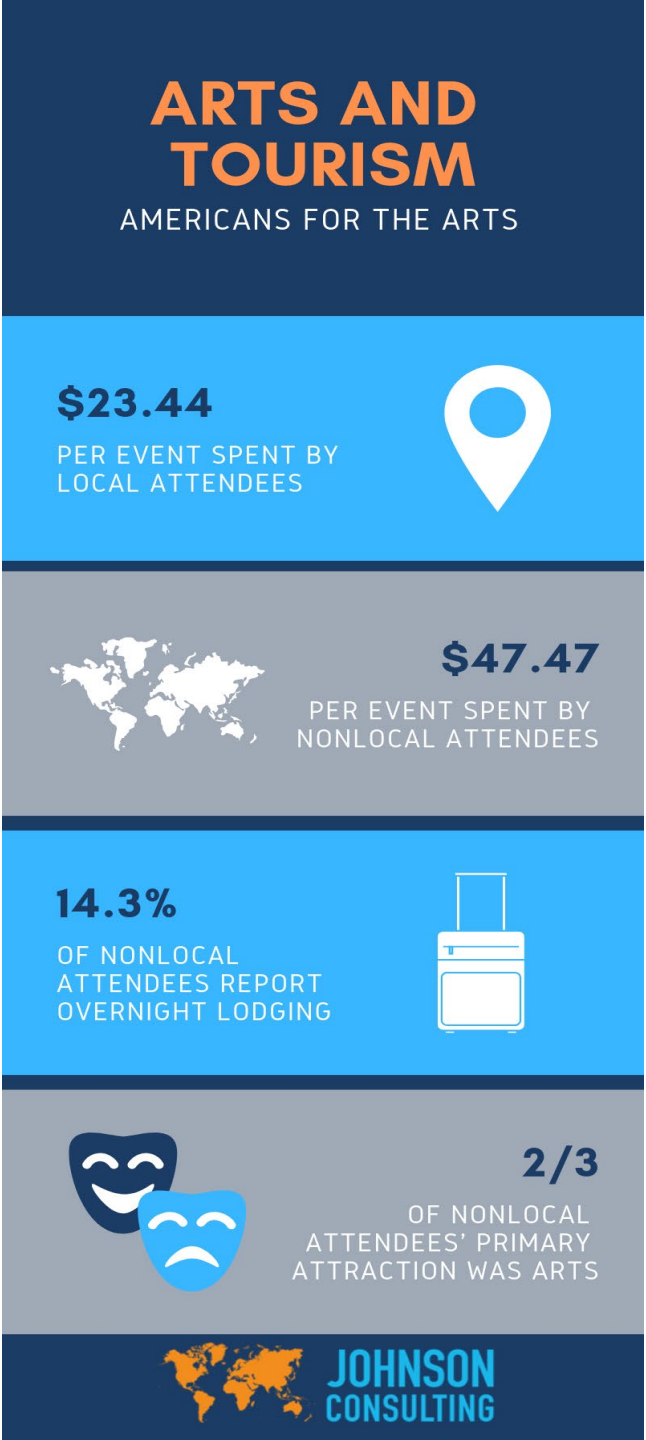 ARTS AND
TOURISM
AMERICANS FOR THE ARTS
$23.44
PER EVENT SPENT BY
LOCAL ATTENDEES
$47.47
PER EVENT SPENT BY
NONLOCAL ATTENDEES
14.3%
OF NONLOCAL
ATTENDEES REPORT
OVERNIGHT LODGING
2/3
OF NONLOCAL
ATTENDEES' PRIMARY
ATTRACTION WAS ARTS
JOHNSON
CONSULTING